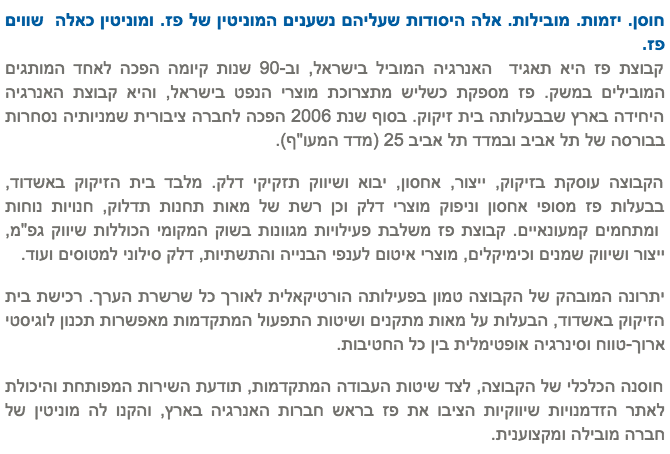 חוסן. יזמות. מובילות. אלה היסודות שעליהם נשענים המוניטין של פז. ומוניטין כאלה  שווים
פז.
קבוצת פז היא תאגיד  האנרגיה המוביל בישראל, וב-90 שנות קיומה הפכה לאחד המותגים
המובילים במשק. פז מספקת כשליש מתצרוכת מוצרי הנפט בישראל, והיא קבוצת האנרגיה
היחידה בארץ שבבעלותה בית זיקוק. בסוף שנת 2006 הפכה לחברה ציבורית שמניותיה נסחרות
בבורסה של תל אביב ובמדד תל אביב 25 (מדד המעו"ף).
הקבוצה עוסקת בזיקוק, ייצור, אחסון, יבוא ושיווק תזקיקי דלק. מלבד בית הזיקוק באשדוד,
בבעלות פז מסופי אחסון וניפוק מוצרי דלק וכן רשת של מאות תחנות תדלוק, חנויות נוחות
ומתחמים קמעונאיים. קבוצת פז משלבת פעילויות מגוונות בשוק המקומי הכוללות שיווק גפ"מ,
ייצור ושיווק שמנים וכימיקלים, מוצרי איטום לענפי הבנייה והתשתיות, דלק סילוני למטוסים ועוד.
יתרונה המובהק של הקבוצה טמון בפעילותה הורטיקאלית לאורך כל שרשרת הערך. רכישת בית
הזיקוק באשדוד, הבעלות על מאות מתקנים ושיטות התפעול המתקדמות מאפשרות תכנון לוגיסטי
ארוך-טווח וסינרגיה אופטימלית בין כל החטיבות.
חוסנה הכלכלי של הקבוצה, לצד שיטות העבודה המתקדמות, תודעת השירות המפותחת והיכולת
לאתר הזדמנויות שיווקיות הציבו את פז בראש חברות האנרגיה בארץ, והקנו לה מוניטין של
חברה מובילה ומקצוענית.